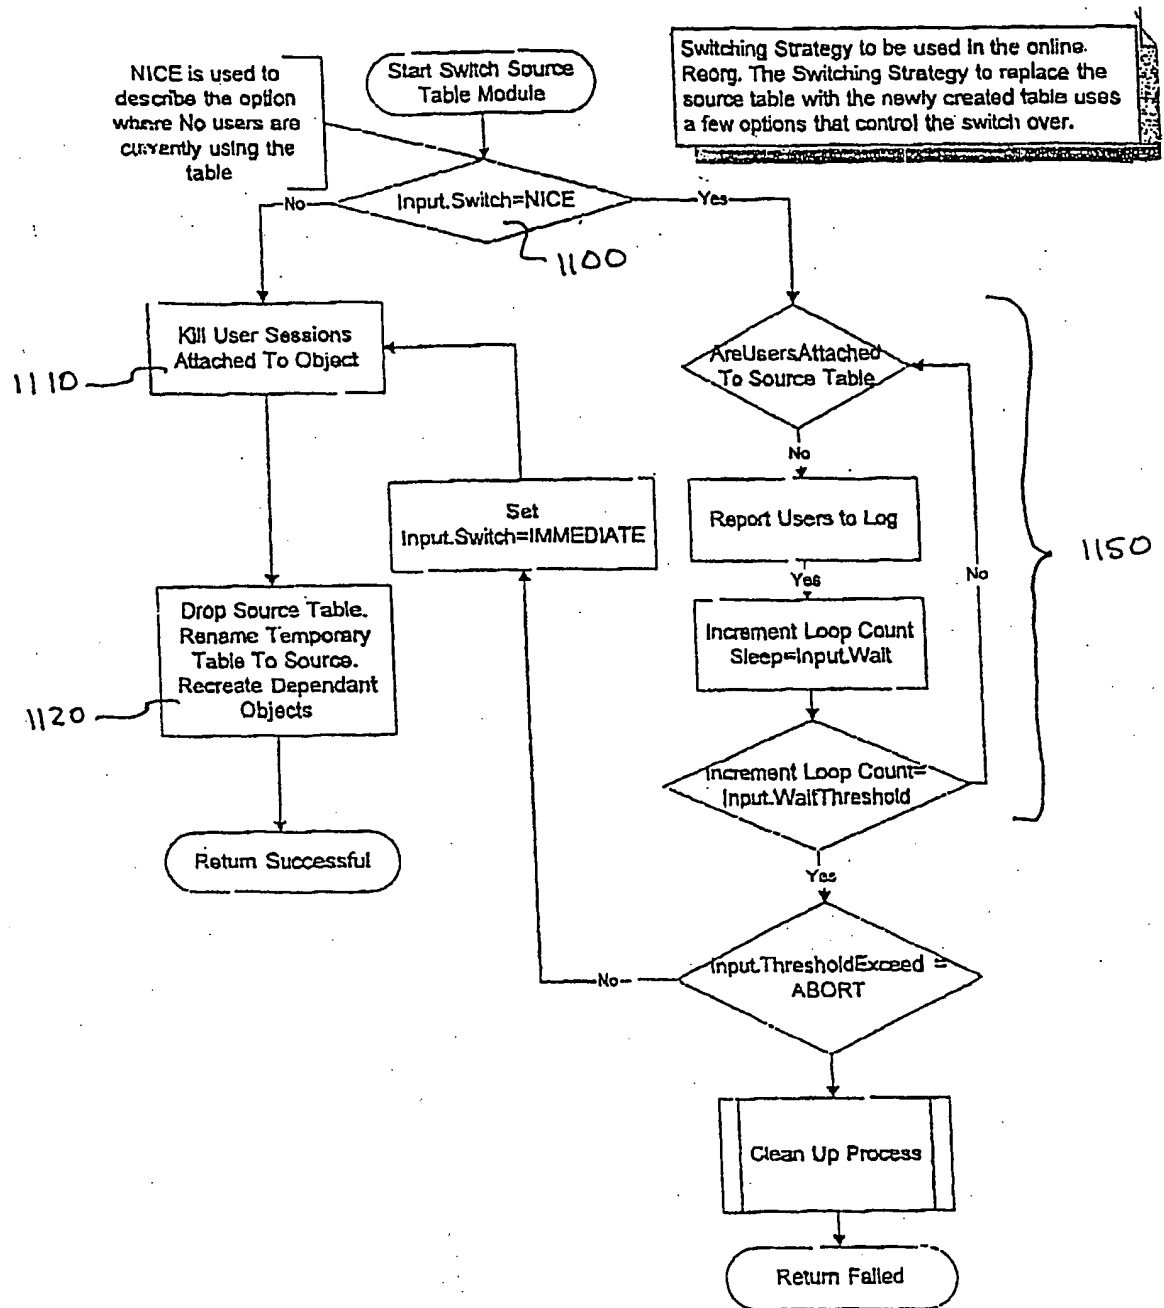 NICE is used to
describe the option
where No users are
currently using the
table
Start Switch Source
Table Module
Switching Strategy to be used in the online.
Reorg. The Switching Strategy to replace the
source table with the newly created table uses
a few options that control the switch over.
No
Input.Switch=NICE
Yes
1100
Kill User Sessions
Attached To Object
1110
AreUsersAttached
To Source Table
No
Set
Input.Switch=IMMEDIATE
Report Users to Log
Yes
No
1150
Increment Loop Count
Sleep=Input.Wait
Drop Source Table.
Rename Temporary
Table To Source.
Recreate Dependant
Objects
1120
Increment Loop Count=
Input.WaitThreshold
Return Successful
Yes
Input.ThresholdExceed =
ABORT
No
Clean Up Process
Return Failed